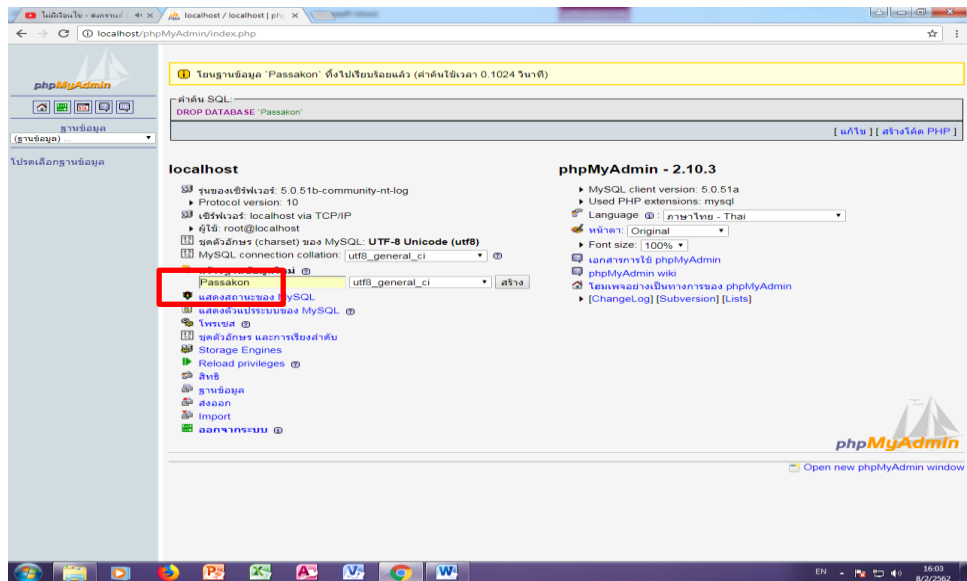 localhost / localhost | php
localhost/phpMyAdmin/index.php
phpMyAdmin
ฐานข้อมูล
(ฐานข้อมูล) ...
โปรดเลือกฐานข้อมูล
โยนฐานข้อมูล `Passakon` ทิ้งไปเรียบร้อยแล้ว (คำค้นใช้เวลา 0.1024 วินาที)
คำค้น SQL:
DROP DATABASE `Passakon`
[ แก้ไข ] [ สร้างโค้ด PHP ]
localhost
รุ่นของเซิร์ฟเวอร์: 5.0.51b-community-nt-log
Protocol version: 10
เซิร์ฟเวอร์: localhost via TCP/IP
ผู้ใช้: root@localhost
ชุดตัวอักษร (charset) ของ MySQL: UTF-8 Unicode (utf8)
MySQL connection collation: utf8_general_ci
สร้างฐานข้อมูลใหม่
Passakon utf8_general_ci สร้าง
แสดงสถานะของ MySQL
แสดงตัวแปรระบบของ MySQL
โพรเซส
ชุดตัวอักษร และการเรียงลำดับ
Storage Engines
Reload privileges
สิทธิ
ฐานข้อมูล
ส่งออก
Import
ออกจากระบบ
phpMyAdmin - 2.10.3
MySQL client version: 5.0.51a
Used PHP extensions: mysql
Language : ภาษาไทย - Thai
หน้าตา: Original
Font size: 100%
เอกสารการใช้ phpMyAdmin
phpMyAdmin wiki
โฮมเพจอย่างเป็นทางการของ phpMyAdmin
[ChangeLog] [Subversion] [Lists]
phpMyAdmin
Open new phpMyAdmin window
EN
16:03
8/2/2562